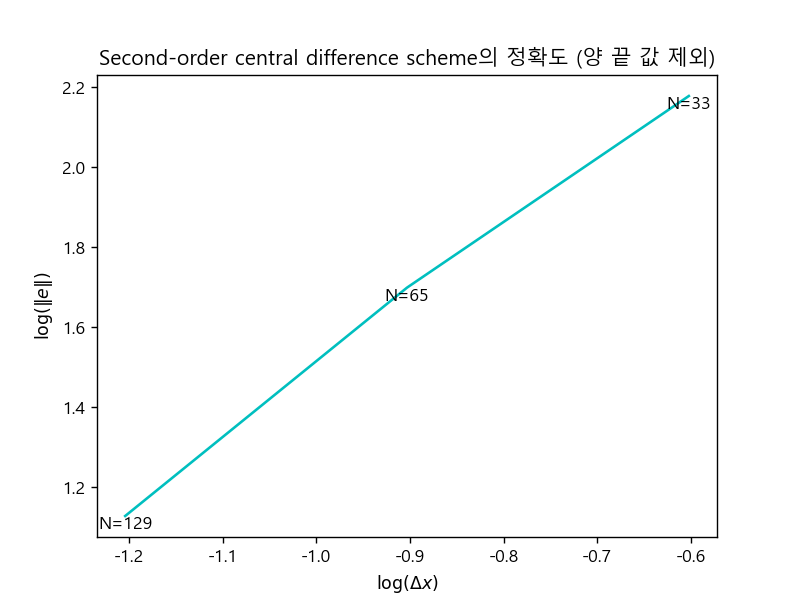 Second-order central difference scheme의 정확도 (양 끝 값 제외)
2.2
2.0
1.8
1.6
1.4
1.2
log(‖e‖)
N=33
N=65
N=129
-1.2 -1.1 -1.0 -0.9 -0.8 -0.7 -0.6
log(Δx)